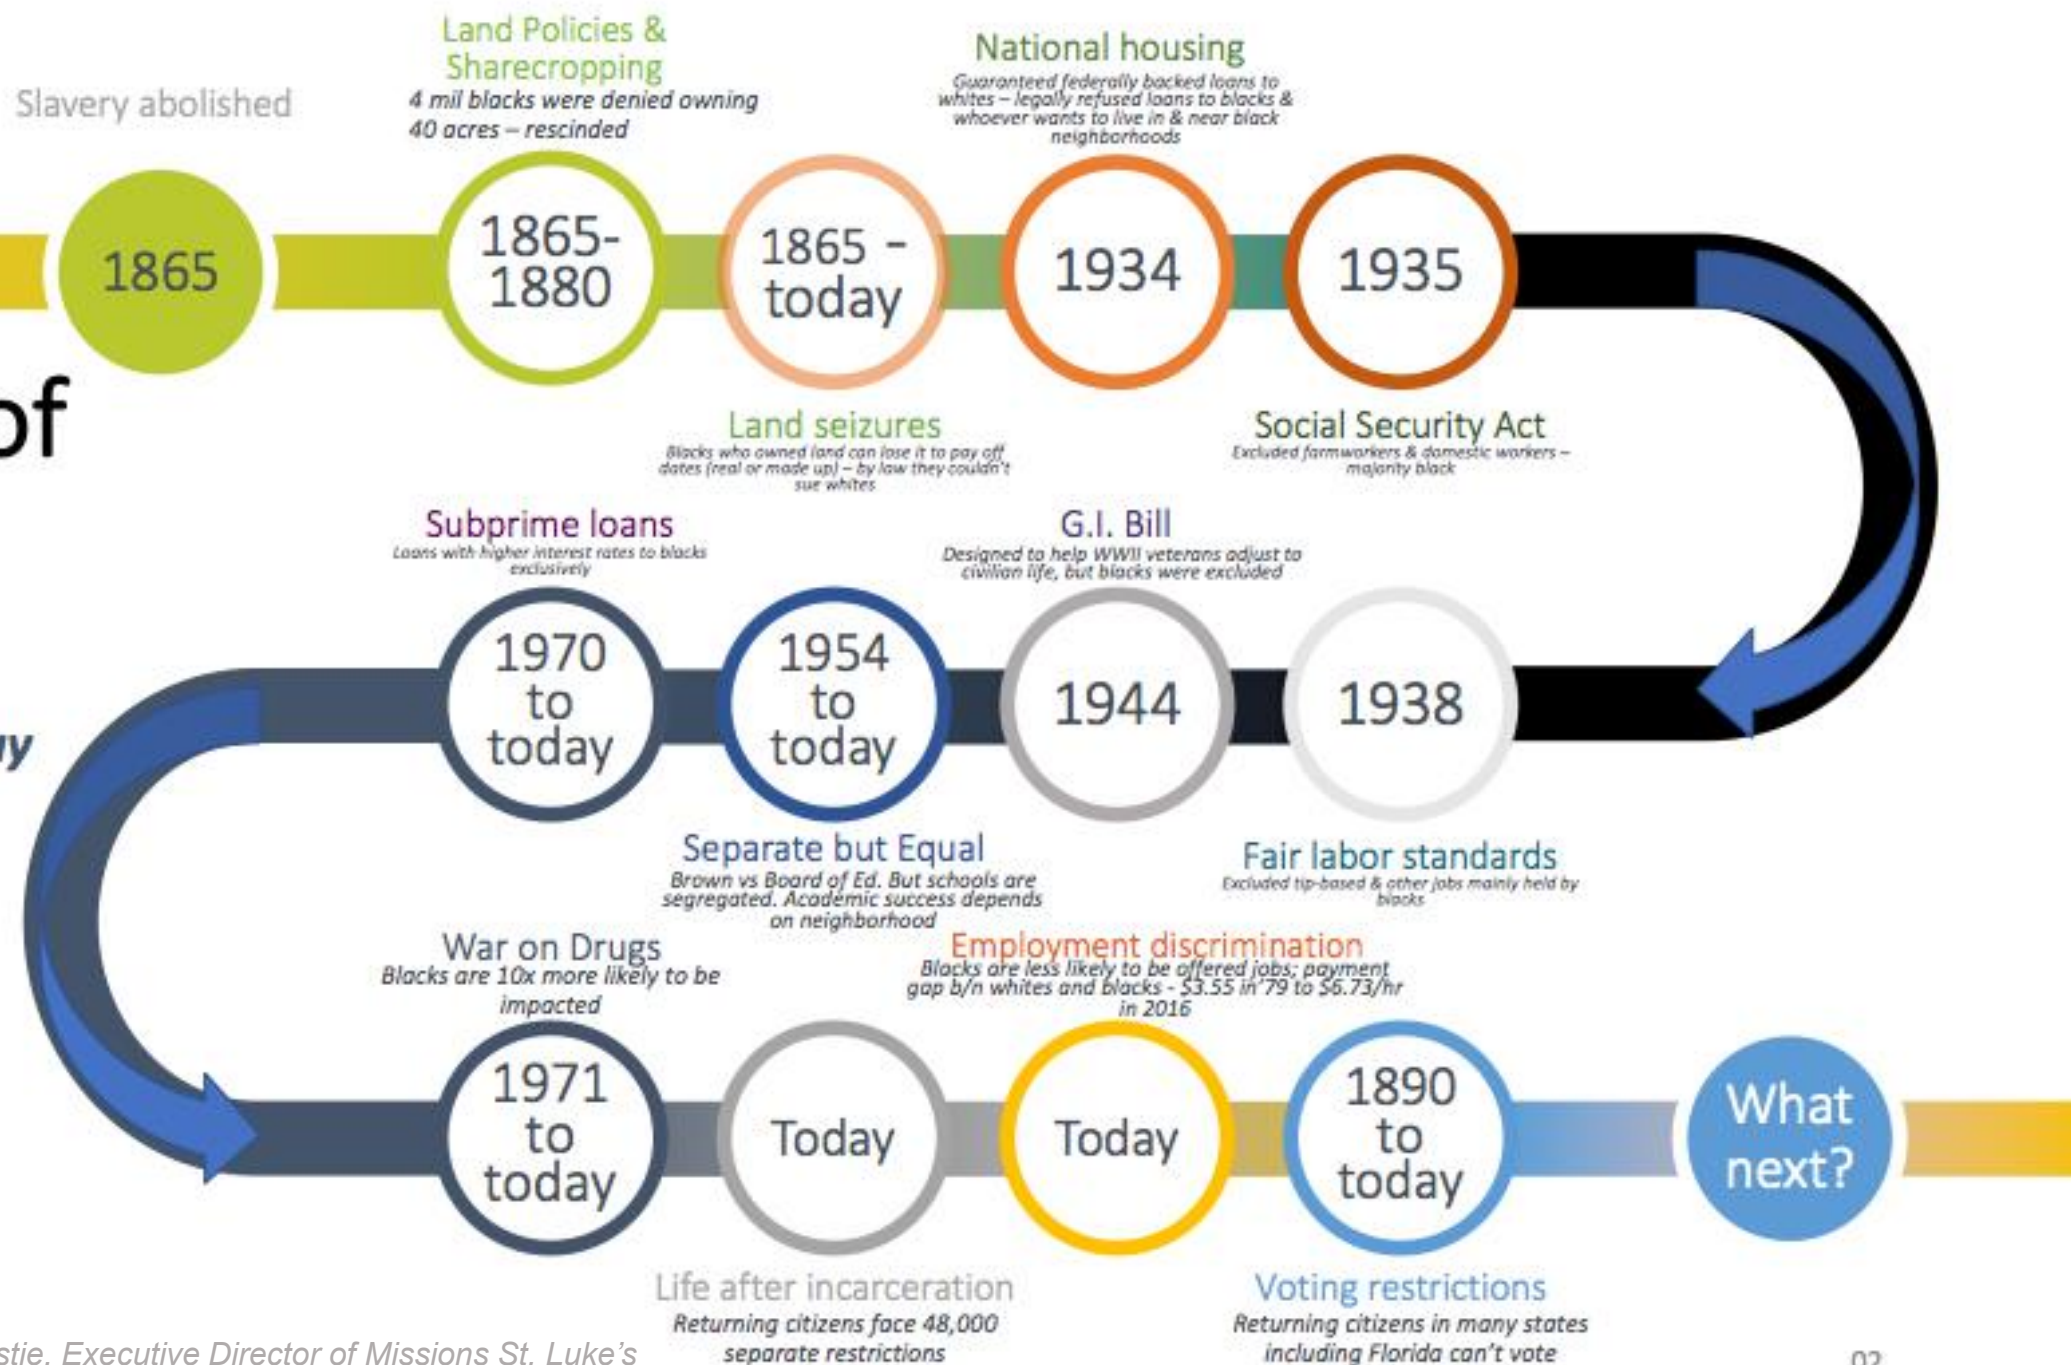 Land Policies &
Sharecropping
4 mil blacks were denied owning
40 acres – rescinded
National housing
Guaranteed federally backed loans to
whites – legally refused loans to blacks &
whoever wants to live in & near black
neighborhoods
Slavery abolished
1865
1865-
1880
1865 -
today
1934
1935
of
Land seizures
Blacks who owned land can lose it to pay off
dates (real or made up) – by law they couldn't
sue whites
Social Security Act
Excluded farmworkers & domestic workers –
majority black
Subprime loans
Loans with higher interest rates to blacks
exclusively
G.I. Bill
Designed to help WWII veterans adjust to
civilian life, but blacks were excluded
1970
to
today
1954
to
today
1944
1938
ay
Separate but Equal
Brown vs Board of Ed. But schools are
segregated. Academic success depends
on neighborhood
Fair labor standards
Excluded tip-based & other jobs mainly held by
blacks
War on Drugs
Blacks are 10x more likely to be
impacted
Employment discrimination
Blacks are less likely to be offered jobs; payment
gap b/n whites and blacks - $3.55 in'79 to $6.73/hr
in 2016
1971
to
today
Today
Today
1890
to
today
What
next?
Life after incarceration
Returning citizens face 48,000
separate restrictions
Voting restrictions
Returning citizens in many states
including Florida can't vote
stie. Executive Director of Missions St. Luke's
02